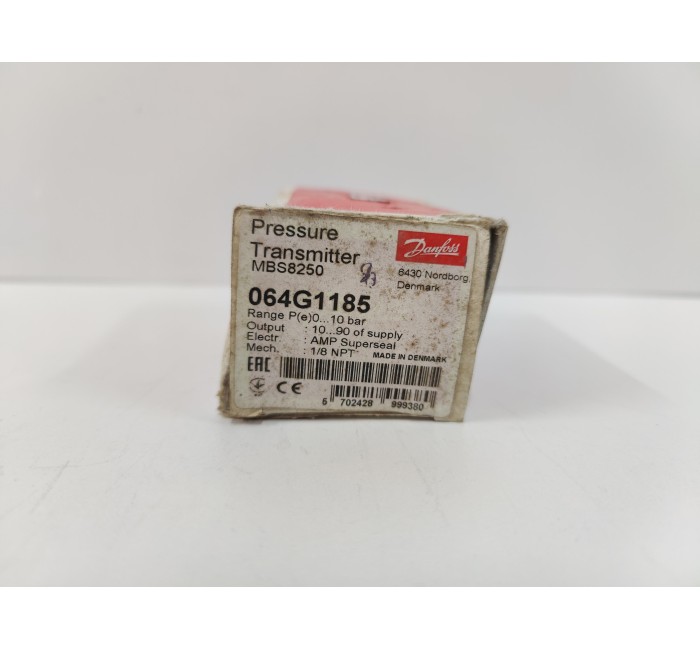 Pressure
Transmitter
MBS8250
Danfoss
6430 Nordborg
Denmark
064G1185
Range P(e)0...10 bar
Output : 10...90 of supply
Electr. : AMP Superseal
Mech. : 1/8 NPT
MADE IN DENMARK
EAC
CE
5 702428 999380